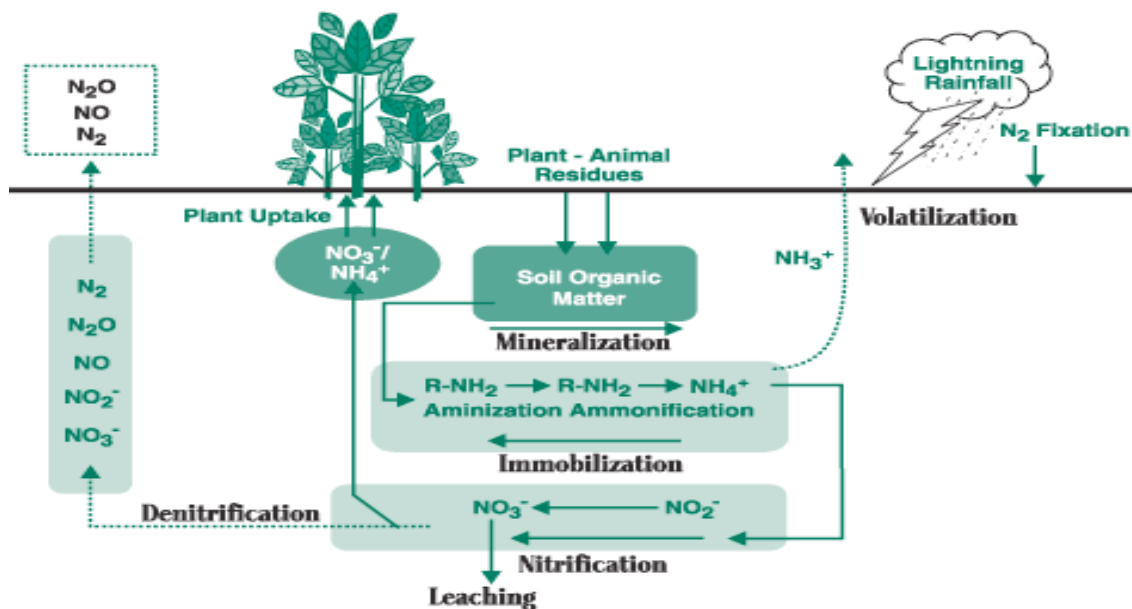 N₂O
NO
N₂
Lightning
Rainfall
N₂ Fixation
Plant - Animal
Residues
Plant Uptake
Volatilization
NO₃⁻/
NH₄⁺
NH₃⁺
Soil Organic
Matter
Mineralization
N₂
N₂O
NO
NO₂⁻
NO₃⁻
R-NH₂ R-NH₂ NH₄⁺
Aminization Ammonification
Immobilization
Denitrification
NO₃⁻ NO₂⁻
Nitrification
Leaching